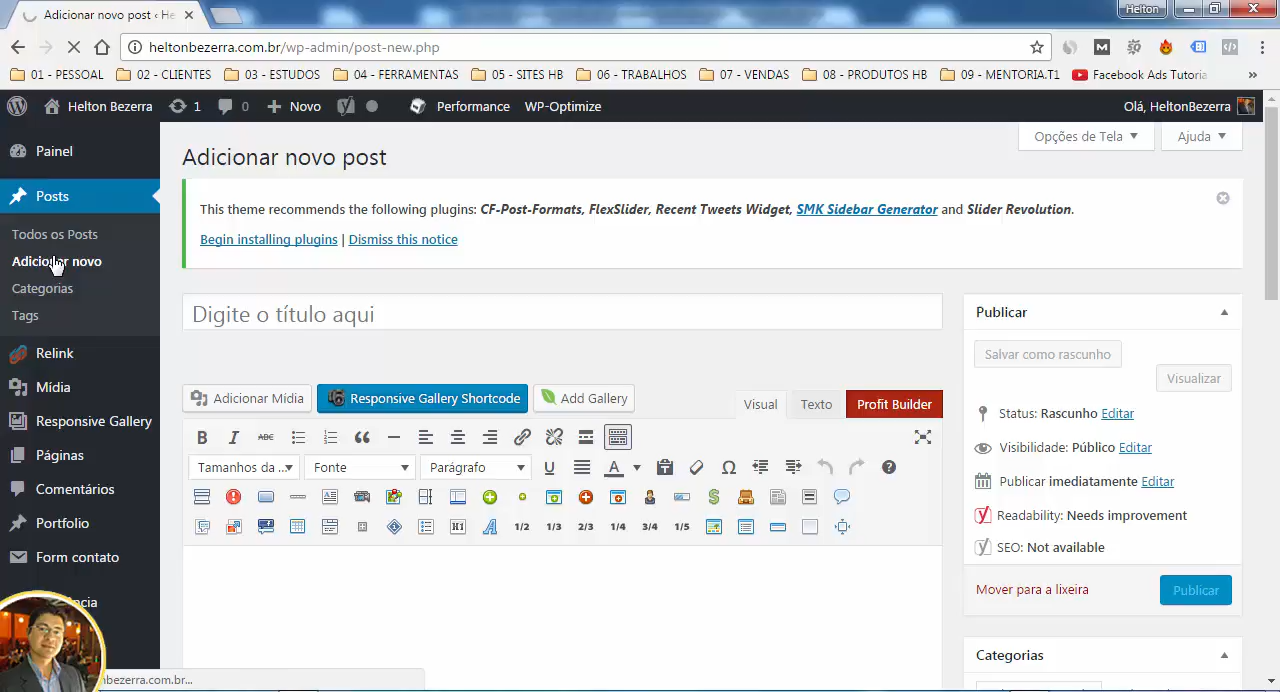 Adicionar novo post ‹ He
Helton
heltonbezerra.com.br/wp-admin/post-new.php
01 - PESSOAL 02 - CLIENTES 03 - ESTUDOS 04 - FERRAMENTAS 05 - SITES HB 06 - TRABALHOS 07 - VENDAS 08 - PRODUTOS HB 09 - MENTORIA.T1 Facebook Ads Tutoria »
Helton Bezerra 1 0 Novo Performance WP-Optimize Olá, HeltonBezerra
Opções de Tela Ajuda
Painel
Posts
Todos os Posts
Adicionar novo
Categorias
Tags
Relink
Mídia
Responsive Gallery
Páginas
Comentários
Portfolio
Form contato
ncia
Adicionar novo post
This theme recommends the following plugins: CF-Post-Formats, FlexSlider, Recent Tweets Widget, SMK Sidebar Generator and Slider Revolution.
Begin installing plugins | Dismiss this notice
Digite o título aqui
Adicionar Mídia Responsive Gallery Shortcode Add Gallery Visual Texto Profit Builder
B I ABC
Tamanhos da ... Fonte Parágrafo U A Ω
1/2 1/3 2/3 1/4 3/4 1/5
Publicar
Salvar como rascunho
Visualizar
Status: Rascunho Editar
Visibilidade: Público Editar
Publicar imediatamente Editar
Readability: Needs improvement
SEO: Not available
Mover para a lixeira Publicar
Categorias
nbezerra.com.br...